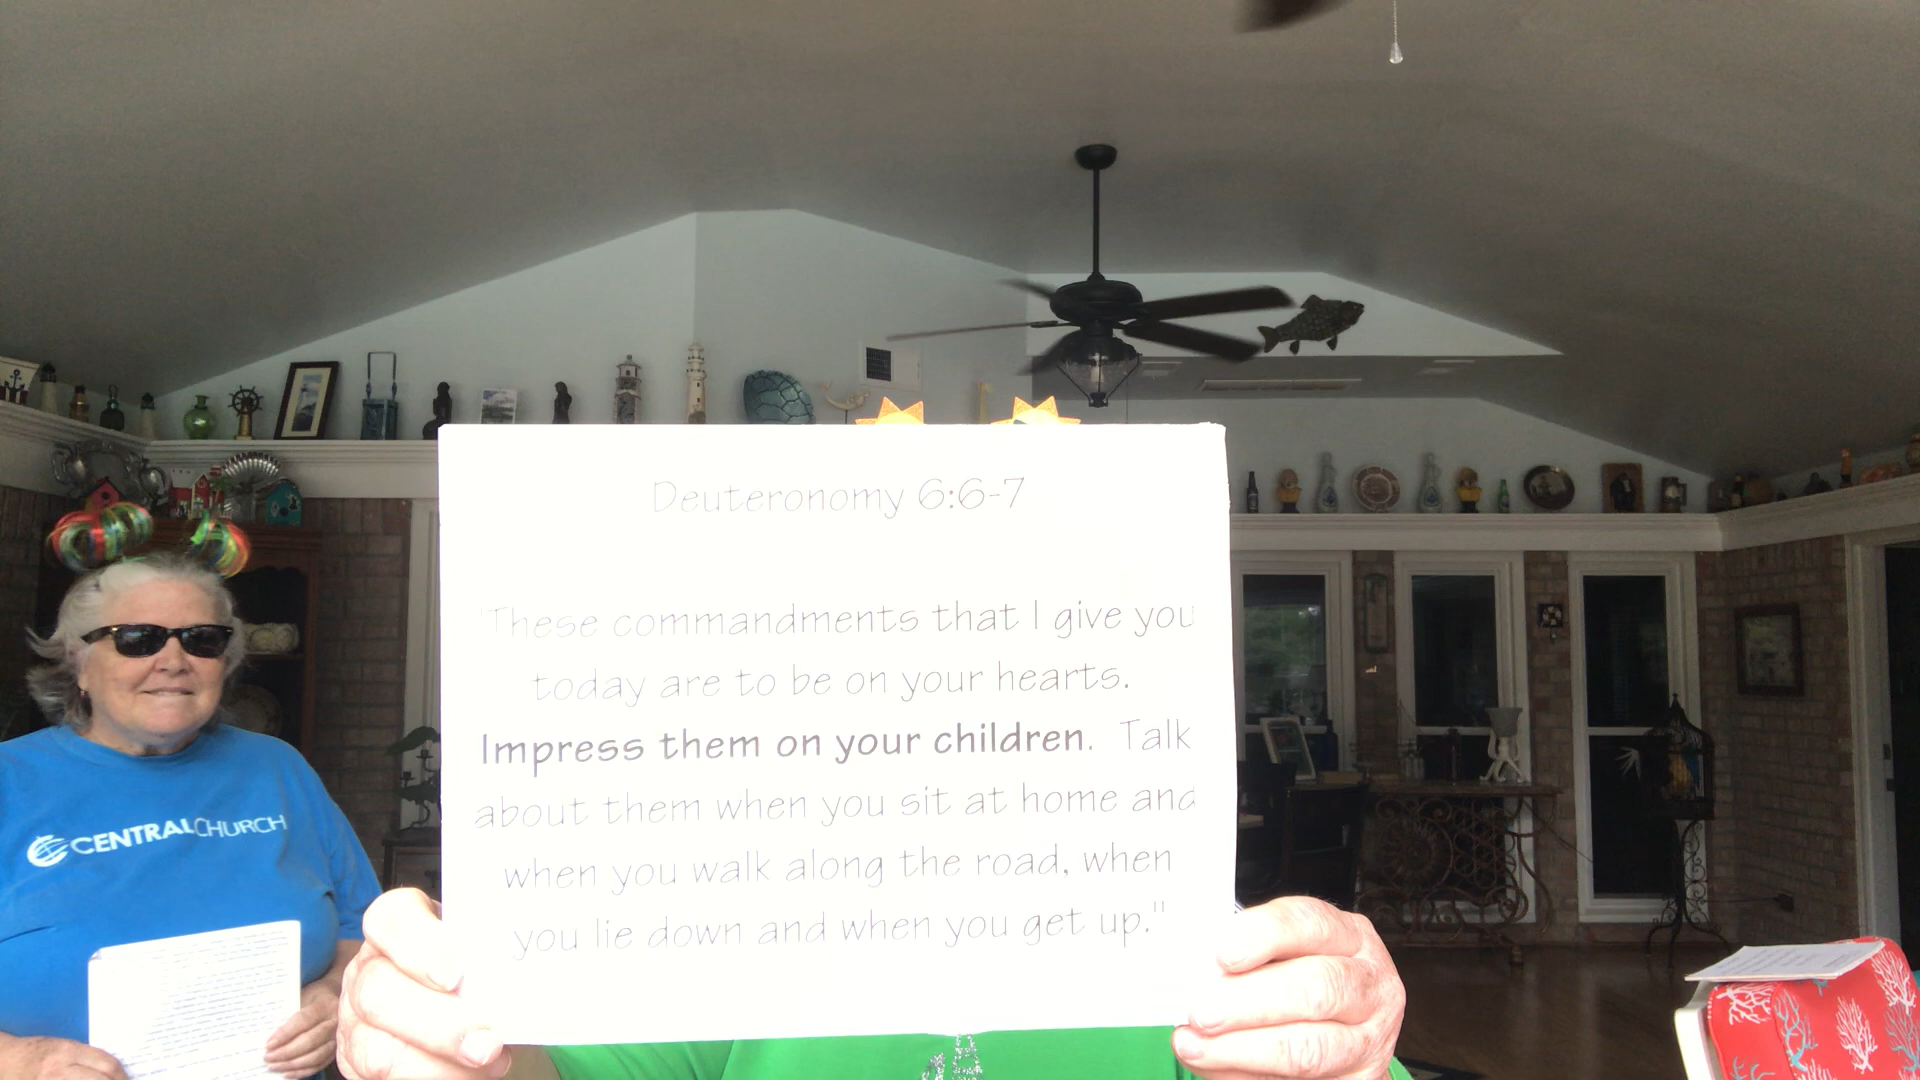 Deuteronomy 6:6-7
"These commandments that I give you
today are to be on your hearts.
Impress them on your children. Talk
about them when you sit at home and
when you walk along the road, when
you lie down and when you get up."
CENTRALCHURCH